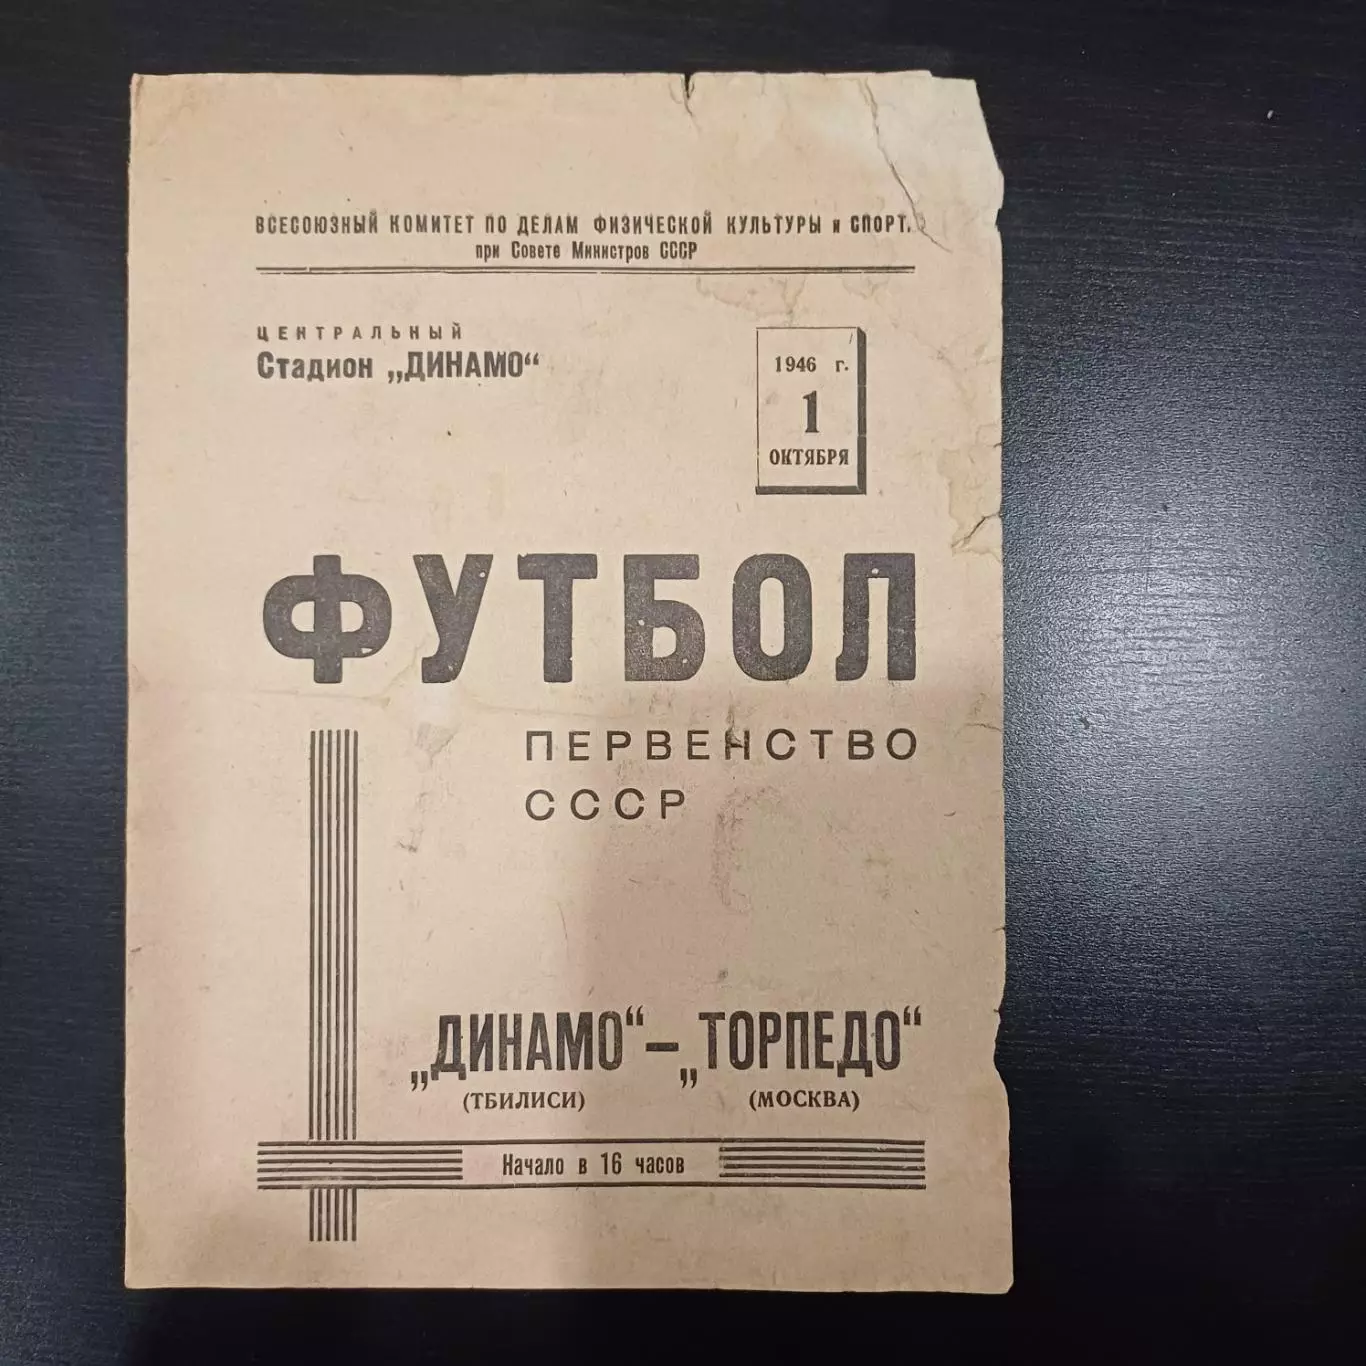 ВСЕСОЮЗНЫЙ КОМИТЕТ ПО ДЕЛАМ ФИЗИЧЕСКОЙ КУЛЬТУРЫ и СПОРТА
при Совете Министров СССР
ЦЕНТРАЛЬНЫЙ
Стадион „ДИНАМО“
1946 г.
1
ОКТЯБРЯ
ФУТБОЛ
ПЕРВЕНСТВО
СССР
„ДИНАМО“ — „ТОРПЕДО“
(ТБИЛИСИ) (МОСКВА)
Начало в 16 часов